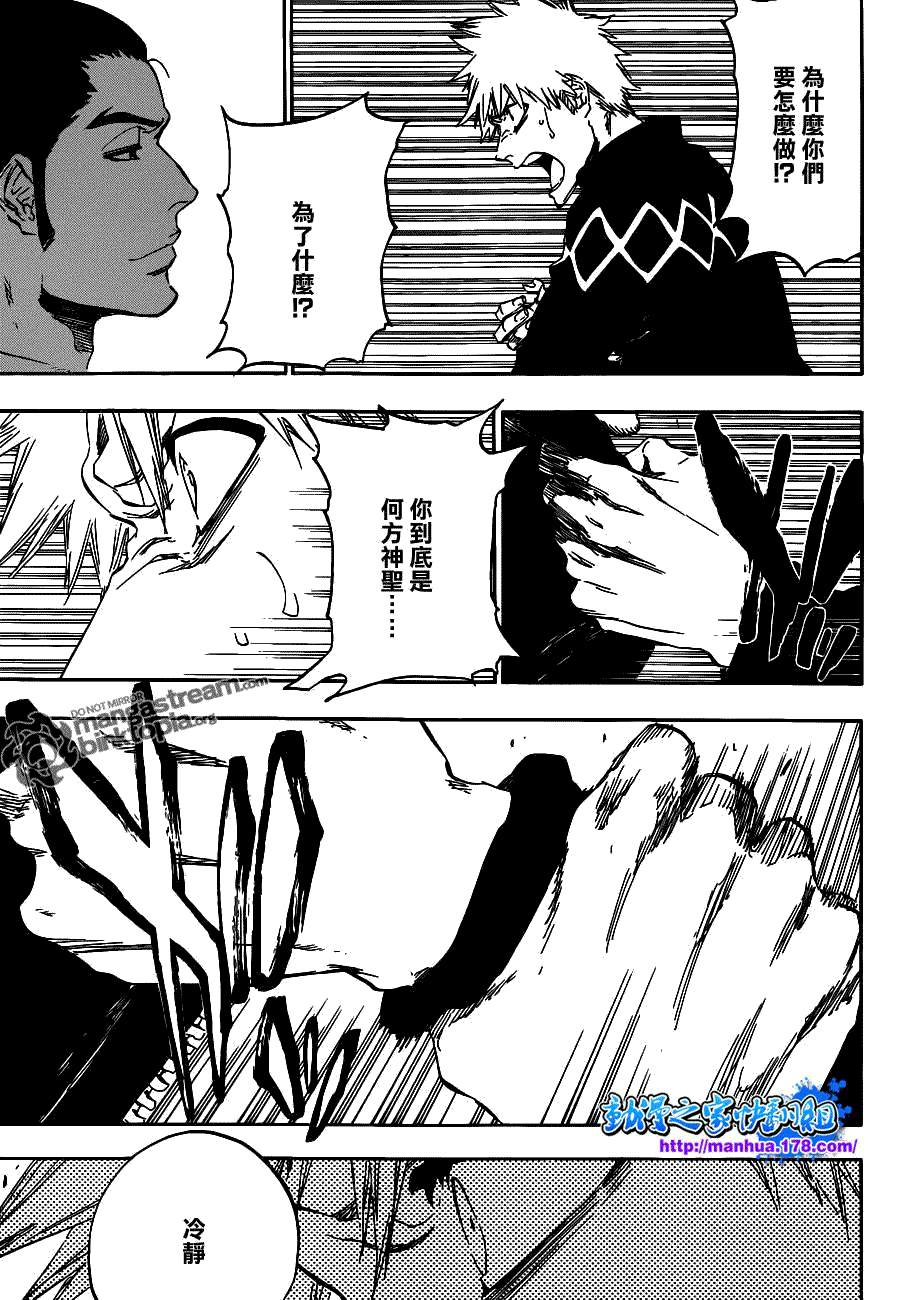 為什麼你們
要怎麼做!?
為了什麼!?
你到底是
何方神聖……
DO NOT MIRROR
mangastream.com
binktopia.org
動漫之家快翻組
http://manhua.178.com/
冷靜